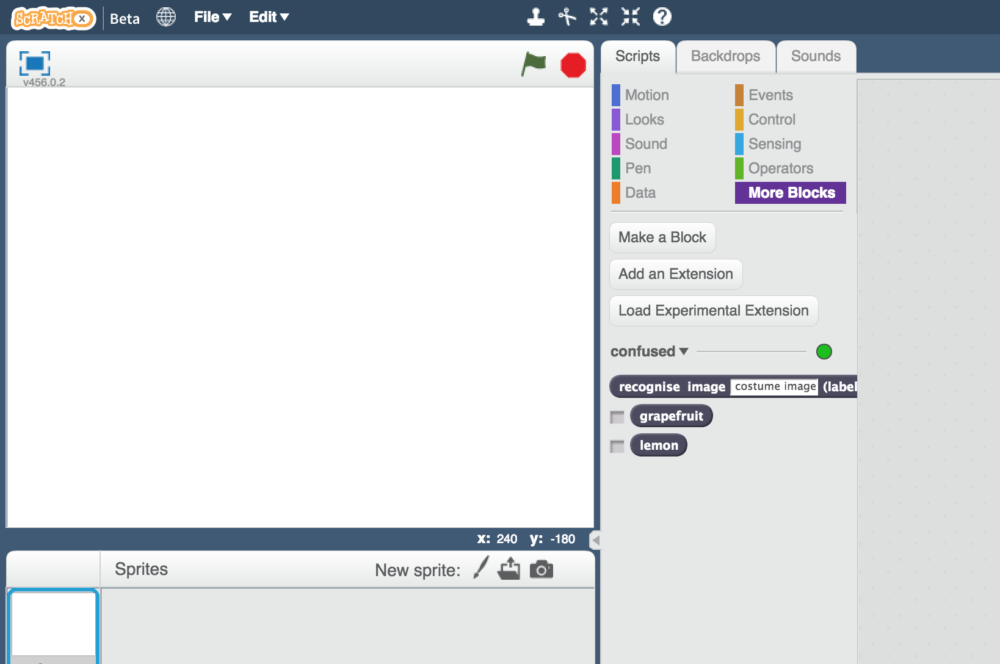 SCRATCH X Beta File Edit ?
v456.0.2
Scripts Backdrops Sounds
Motion Events
Looks Control
Sound Sensing
Pen Operators
Data More Blocks
Make a Block
Add an Extension
Load Experimental Extension
confused
recognise image costume image (label
grapefruit
lemon
x: 240 y: -180
Sprites New sprite: